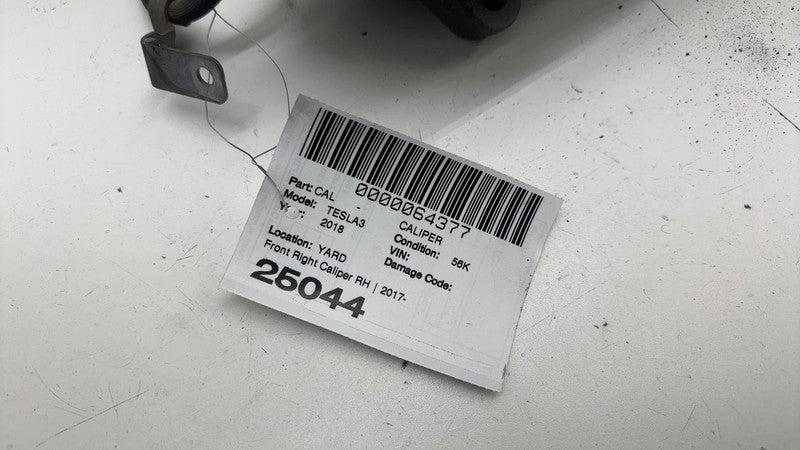 0000064377
Part: CAL - CALIPER
Model: TESLA3 Condition: 56K
Year: 2018 VIN:
Damage Code:
Location: YARD
Front Right Caliper RH | 2017-
25044